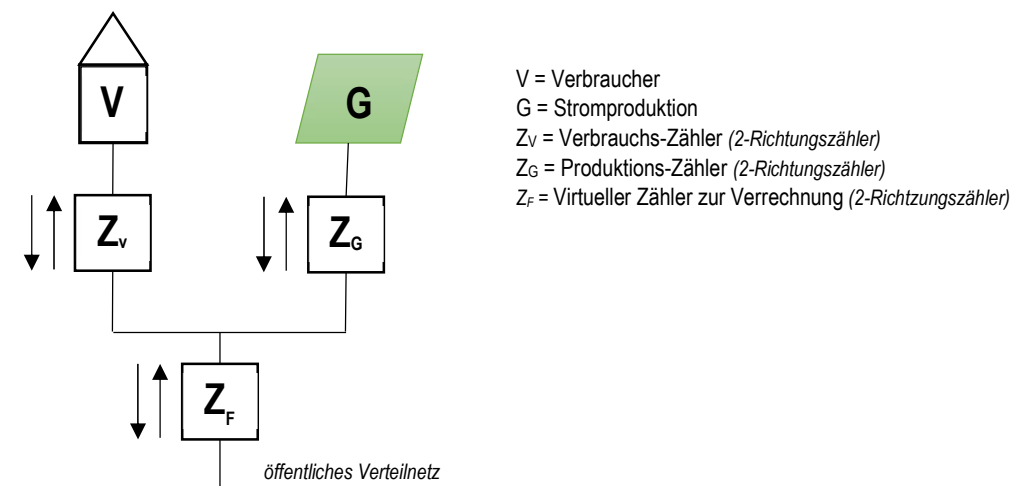 V
G
V = Verbraucher
G = Stromproduktion
ZV = Verbrauchs-Zähler (2-Richtungszähler)
ZG = Produktions-Zähler (2-Richtungszähler)
ZF = Virtueller Zähler zur Verrechnung (2-Richtzungszähler)
Zv
ZG
ZF
öffentliches Verteilnetz